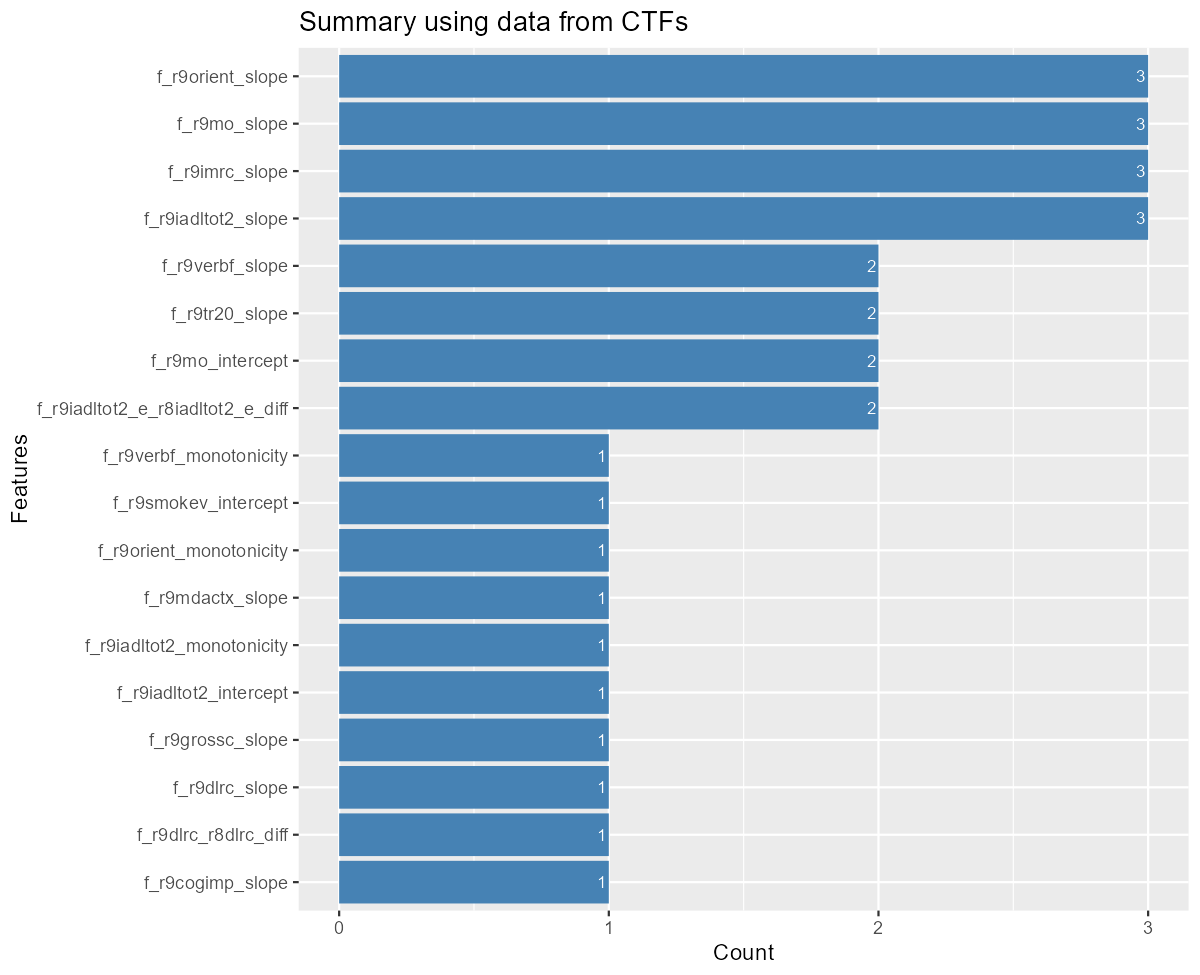 Summary using data from CTFs
Features
f_r9orient_slope 3
f_r9mo_slope 3
f_r9imrc_slope 3
f_r9iadltot2_slope 3
f_r9verbf_slope 2
f_r9tr20_slope 2
f_r9mo_intercept 2
f_r9iadltot2_e_r8iadltot2_e_diff 2
f_r9verbf_monotonicity 1
f_r9smokev_intercept 1
f_r9orient_monotonicity 1
f_r9mdactx_slope 1
f_r9iadltot2_monotonicity 1
f_r9iadltot2_intercept 1
f_r9grossc_slope 1
f_r9dlrc_slope 1
f_r9dlrc_r8dlrc_diff 1
f_r9cogimp_slope 1
0 1 2 3
Count